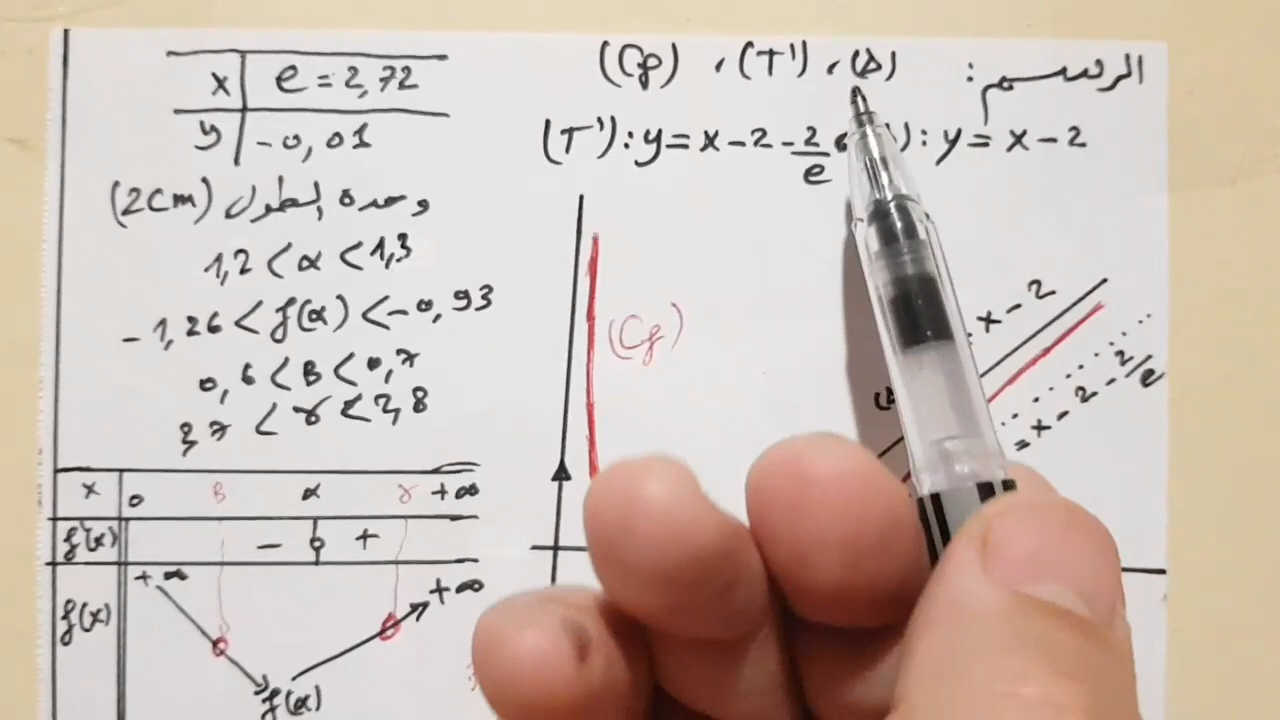 الرسم: (Δ) ، (T') ، (Cf)
(T'): y = x - 2 - 2/e ): y = x - 2
x | e = 2,72
y | - 0, 01
وحدة الطول (2cm)
1,2 < α < 1,3
- 1,26 < f(α) < - 0, 93
0, 6 < B < 0,7
3,7 < γ < 3,8
x 0 B α γ +∞
f'(x) - 0 +
f(x) +∞ f(α) +∞
(Cf)
x - 2
= x - 2 - 2/e